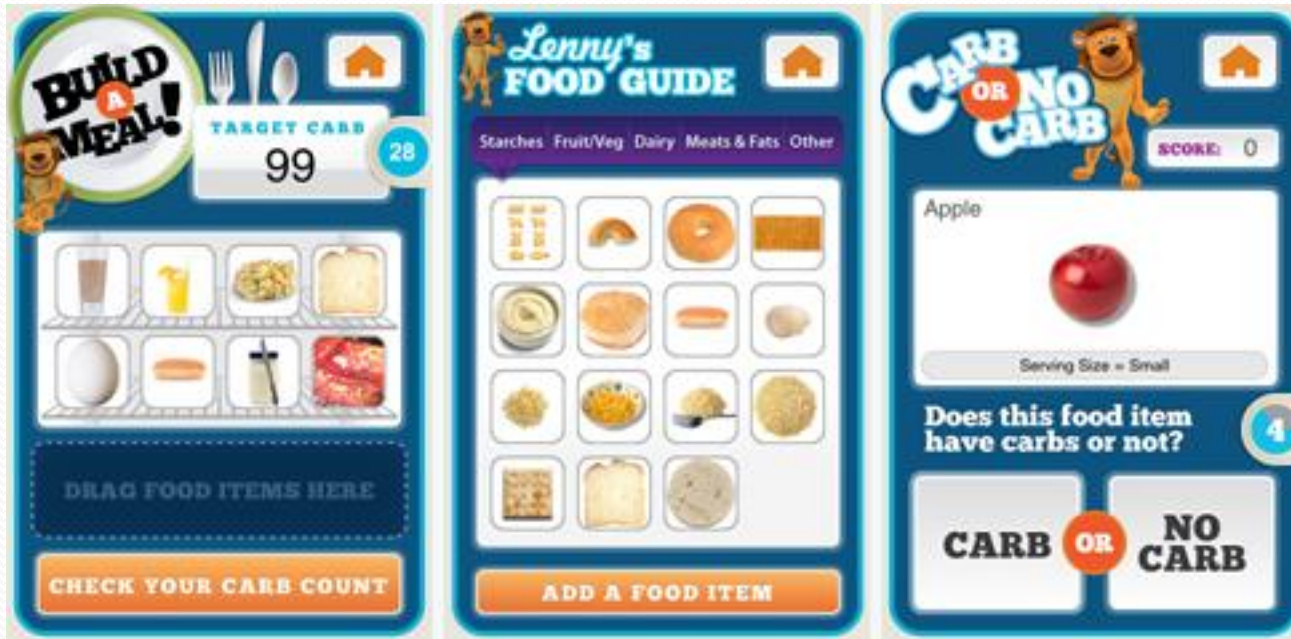 BUILD
A
MEAL!
TARGET CARB
99
28
DRAG FOOD ITEMS HERE
CHECK YOUR CARB COUNT
Lenny's
FOOD GUIDE
Starches Fruit/Veg Dairy Meats & Fats Other
ADD A FOOD ITEM
CARB
OR NO
CARB
SCORE: 0
Apple
Serving Size = Small
Does this food item
have carbs or not?
4
CARB OR NO
CARB